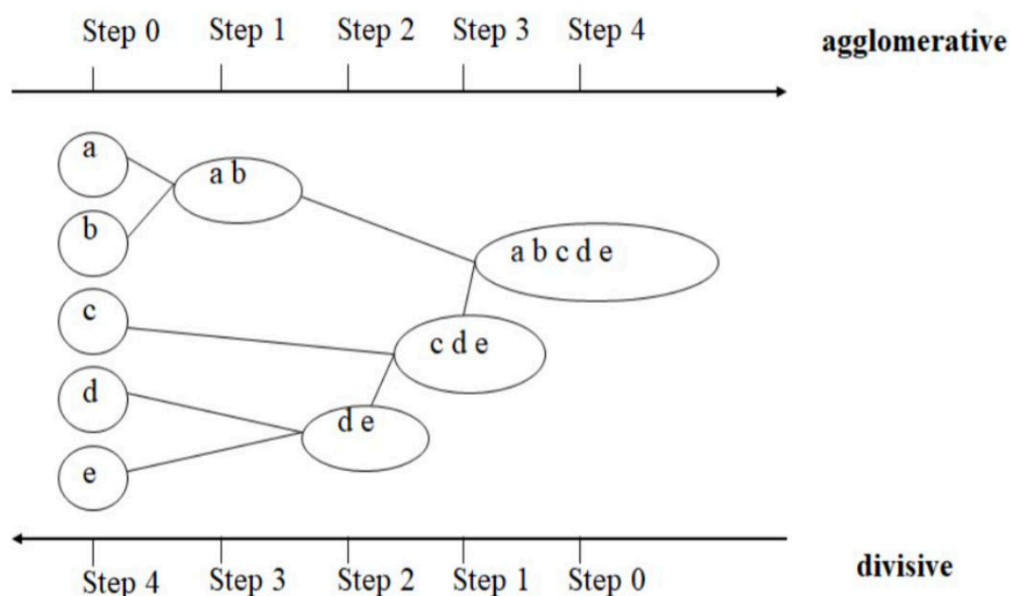 Step 0 Step 1 Step 2 Step 3 Step 4
agglomerative
a
a b
b
a b c d e
c
c d e
d
d e
e
divisive
Step 4 Step 3 Step 2 Step 1 Step 0